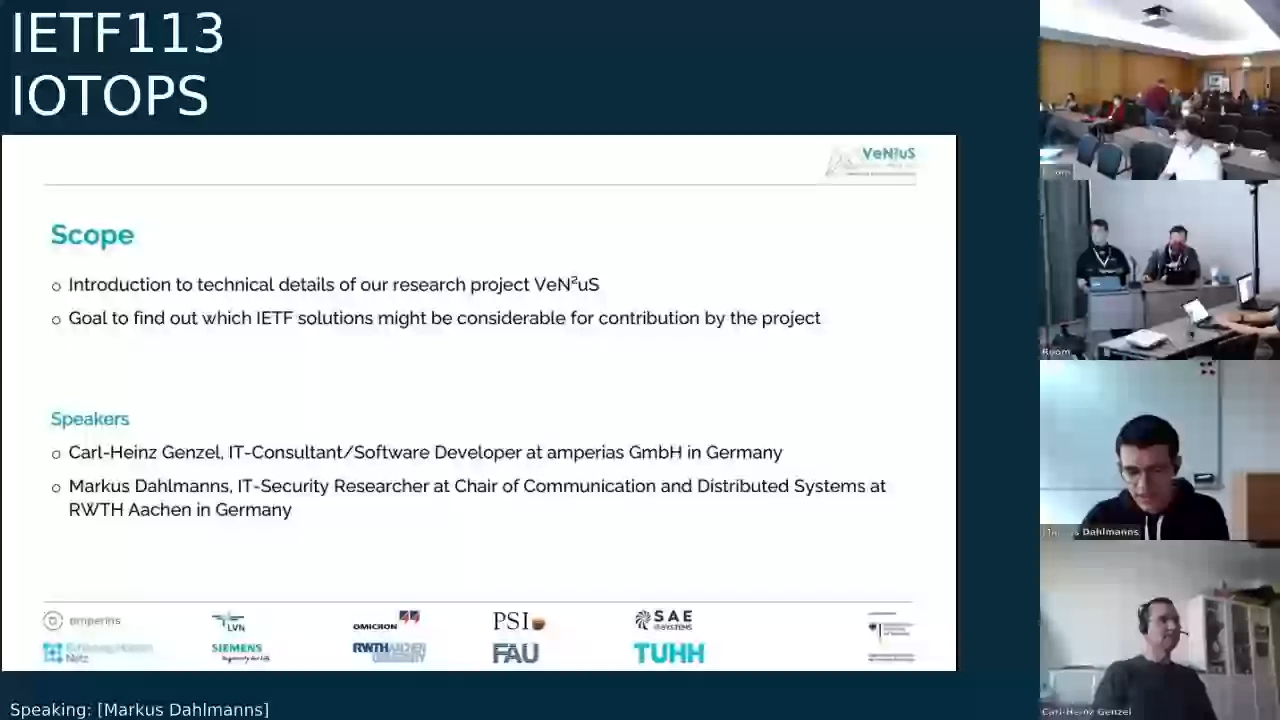 IETF113
IOTOPS
VeN²uS
Scope
Introduction to technical details of our research project VeN²uS
Goal to find out which IETF solutions might be considerable for contribution by the project
Speakers
Carl-Heinz Genzel, IT-Consultant/Software Developer at amperias GmbH in Germany
Markus Dahlmanns, IT-Security Researcher at Chair of Communication and Distributed Systems at
RWTH Aachen in Germany
amperias
LVN
OMICRON
PSI
SAE
IT-SYSTEMS
Netz
SIEMENS
RWTH AACHEN
UNIVERSITY
FAU
TUHH
Room
Dahlmanns
Carl-Heinz Genzel
Speaking: [Markus Dahlmanns]